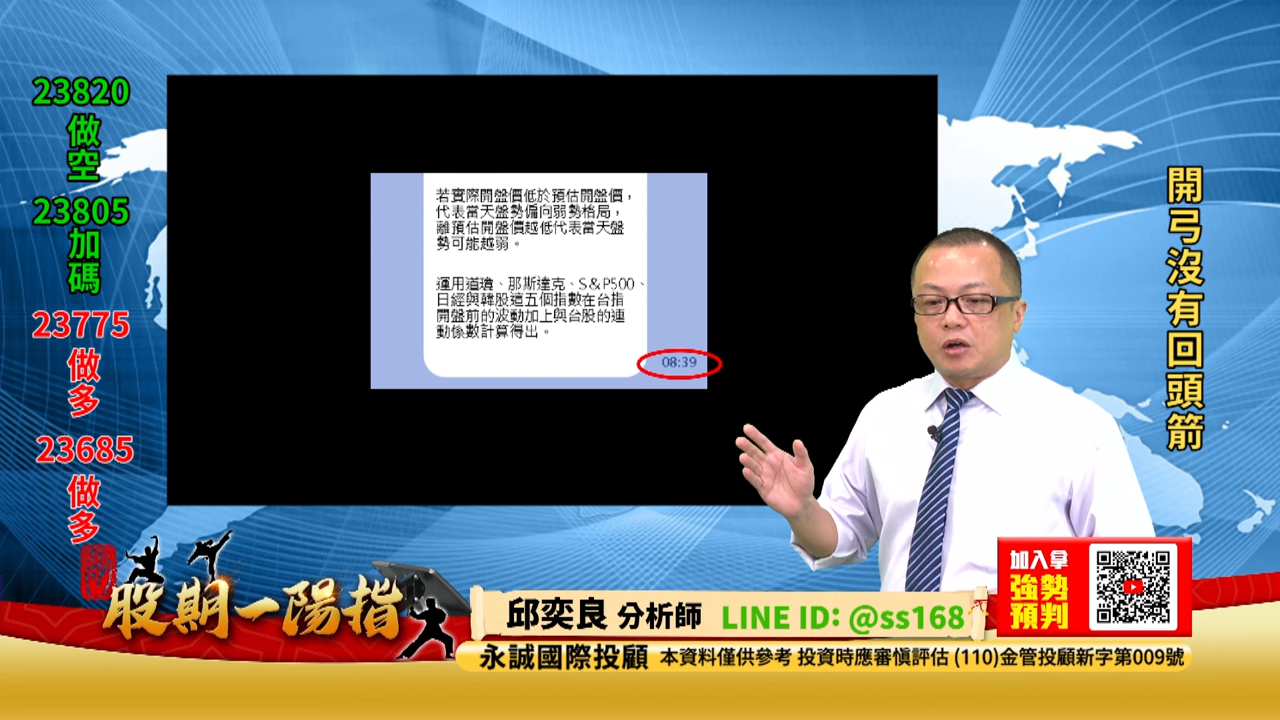 23820
做空
23805
加碼
23775
做多
23685
做多
若實際開盤價低於預估開盤價，
代表當天盤勢偏向弱勢格局，
離預估開盤價越低代表當天盤
勢可能越弱。
運用道瓊、那斯達克、S&P500、
日經與韓股這五個指數在台指
開盤前的波動加上與台股的連
動係數計算得出。
08:39
開弓沒有回頭箭
股期一陽指
加入拿
強勢
預判
邱奕良 分析師 LINE ID: @ss168
永誠國際投顧 本資料僅供參考 投資時應審慎評估 (110)金管投顧新字第009號